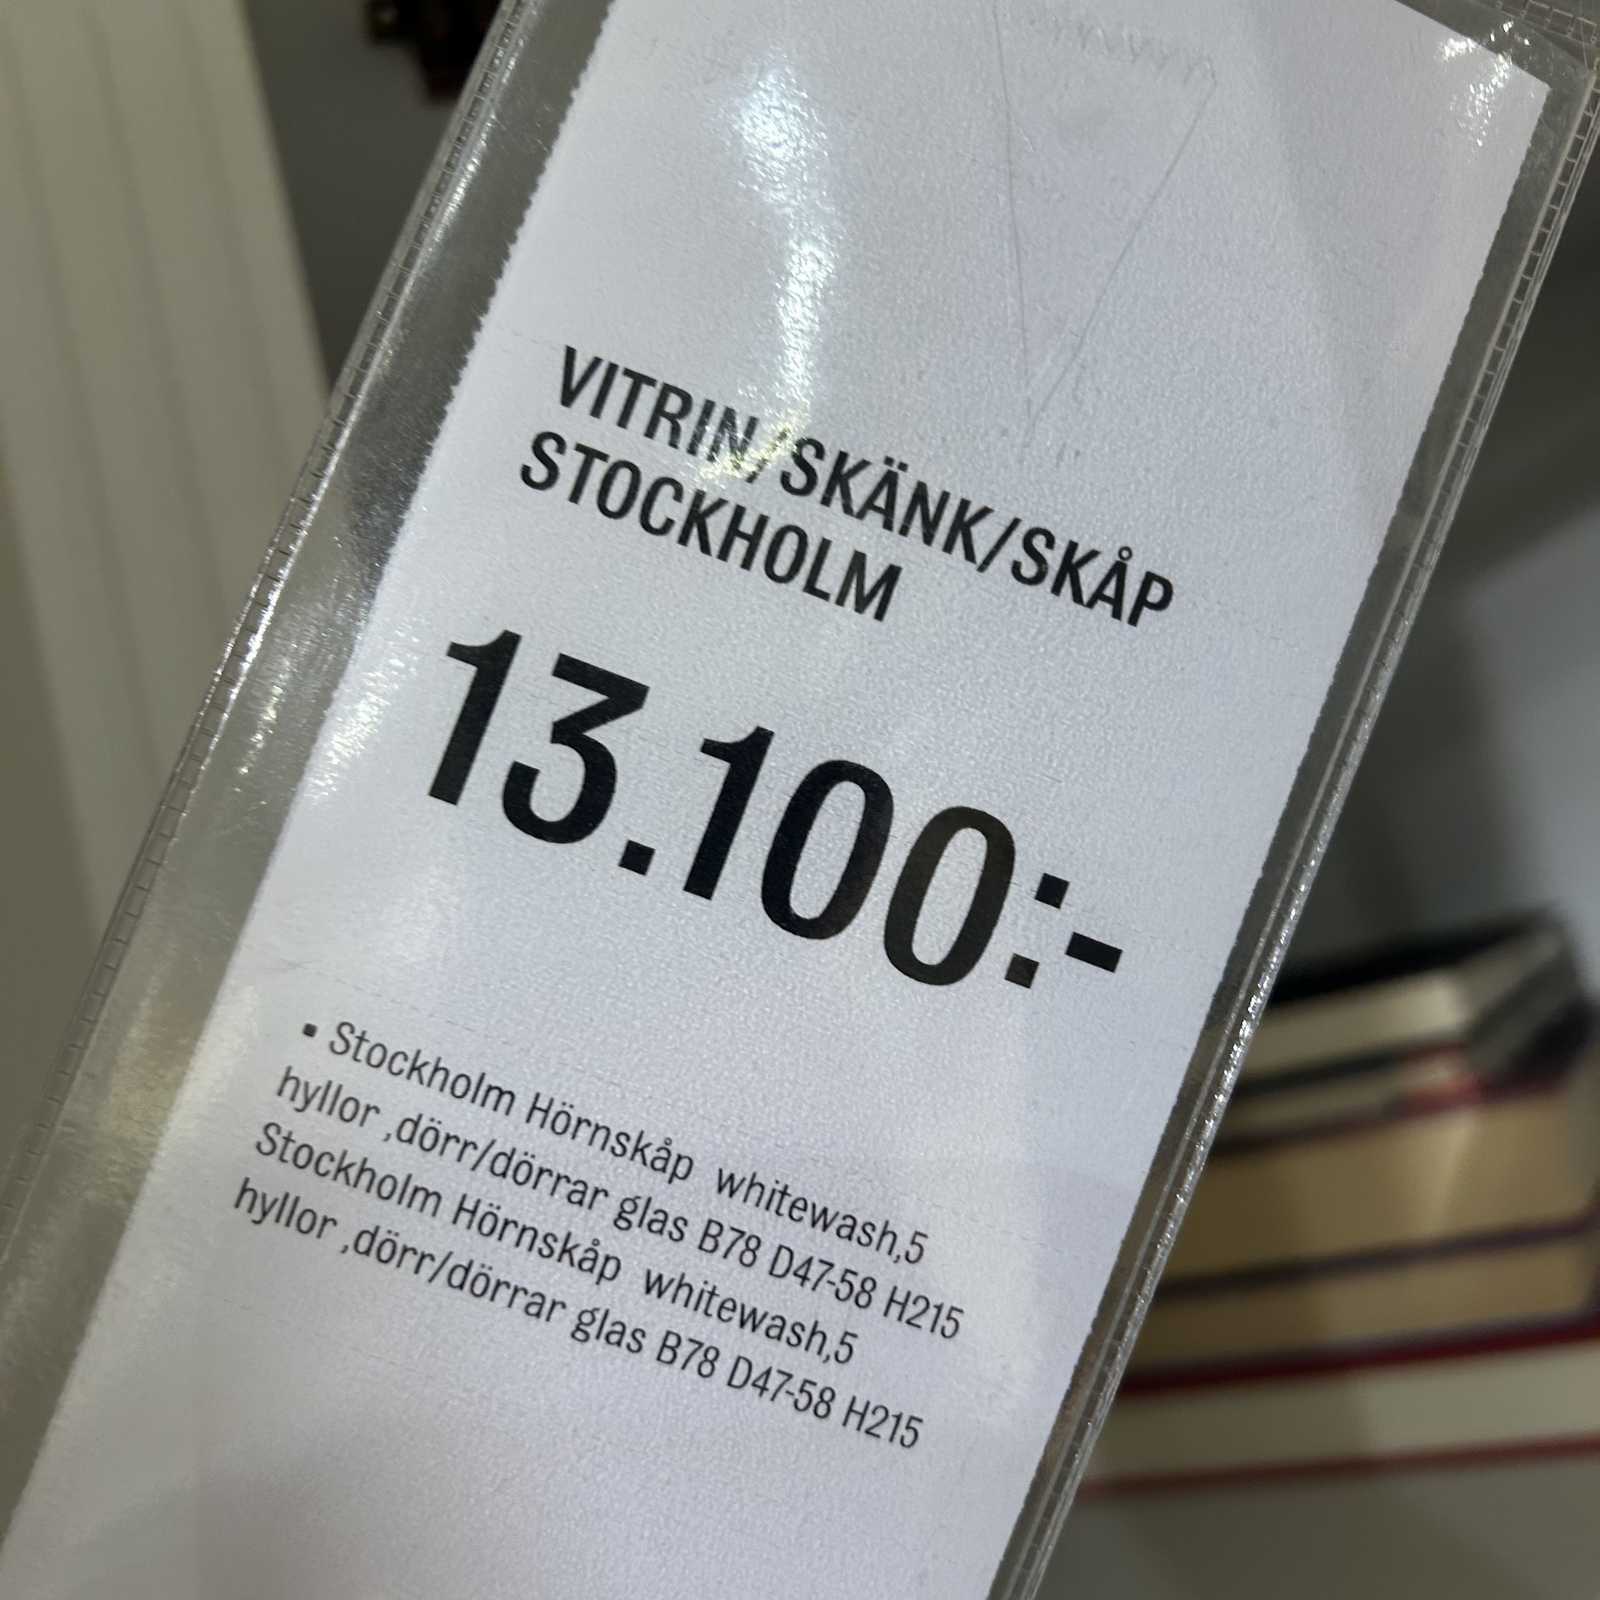 VITRIN/SKÄNK/SKÅP
STOCKHOLM
13.100:-
▪ Stockholm Hörnskåp whitewash,5
hyllor ,dörr/dörrar glas B78 D47-58 H215
Stockholm Hörnskåp whitewash,5
hyllor ,dörr/dörrar glas B78 D47-58 H215